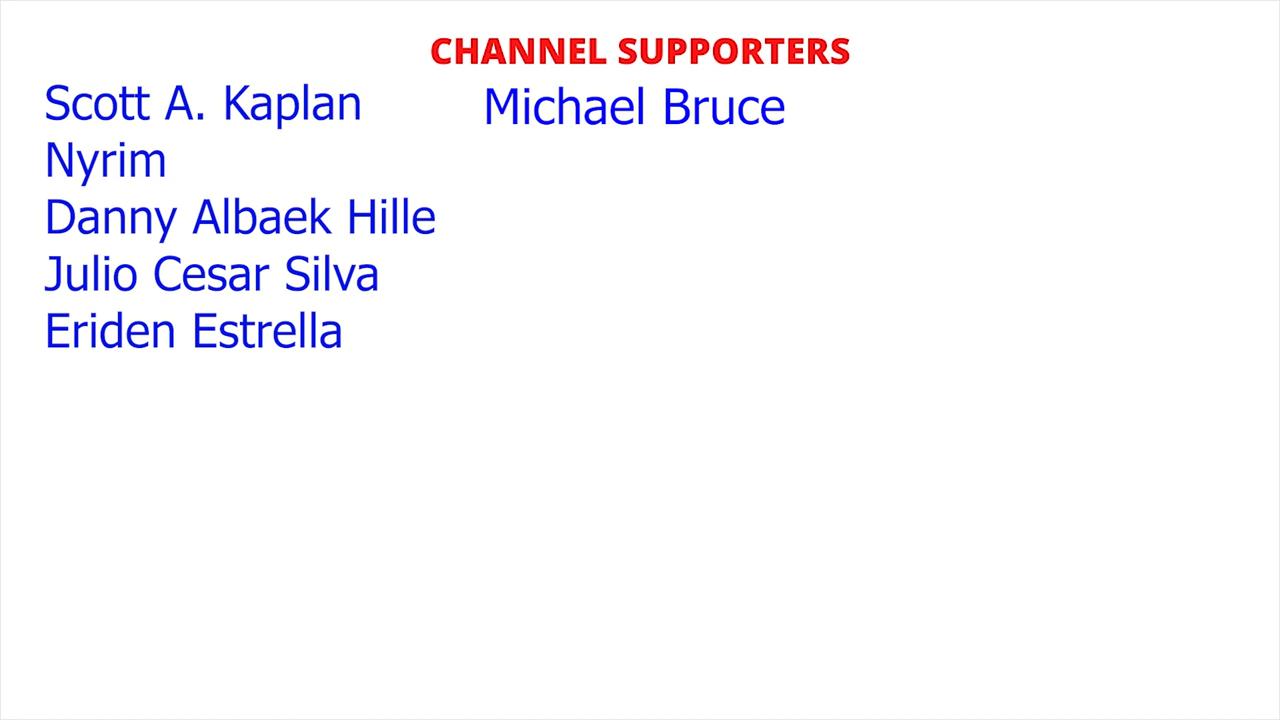 CHANNEL SUPPORTERS
Scott A. Kaplan
Nyrim
Danny Albaek Hille
Julio Cesar Silva
Eriden Estrella
Michael Bruce